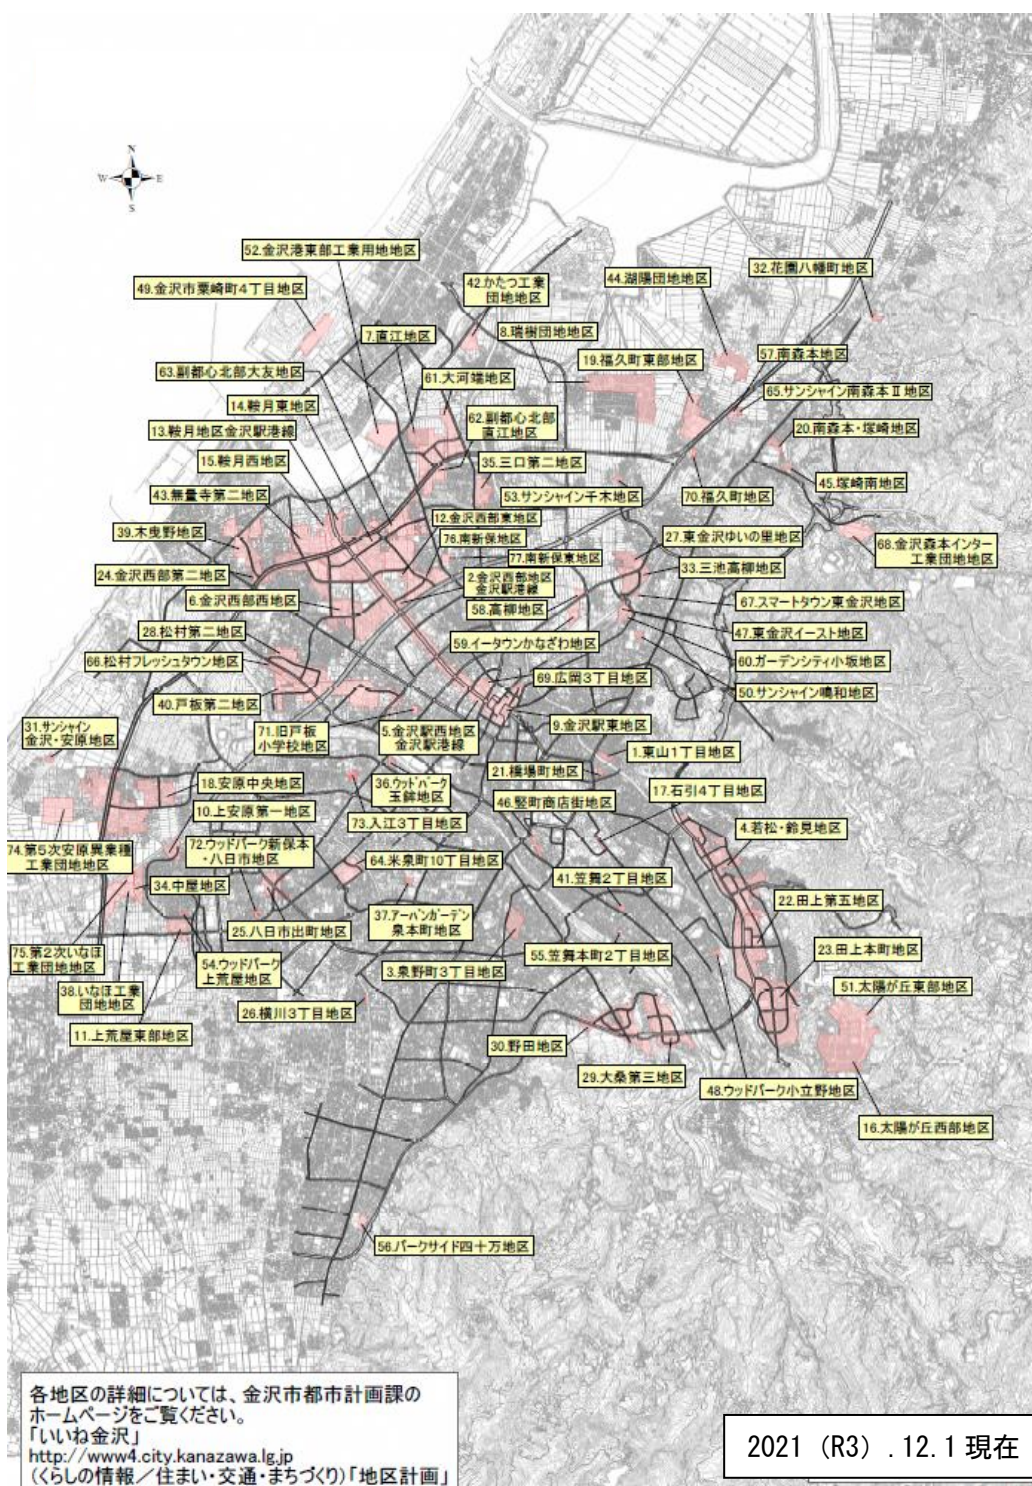 N
W
E
S
52.金沢港東部工業用地地区
49.金沢市粟崎町4丁目地区
42.かたつ工業
団地地区
44.湖陽団地地区
32.花園八幡町地区
7.直江地区
8.瑞樹団地地区
19.福久町東部地区
57.南森本地区
63.副都心北部大友地区
61.大河端地区
65.サンシャイン南森本Ⅱ地区
14.鞍月東地区
62.副都心北部
直江地区
20.南森本・塚崎地区
13.鞍月地区金沢駅港線
15.鞍月西地区
35.三口第二地区
45.塚崎南地区
43.無量寺第二地区
53.サンシャイン千木地区
70.福久町地区
39.木曳野地区
12.金沢西部東地区
76.南新保地区
27.東金沢ゆいの里地区
68.金沢森本インター
工業団地地区
77.南新保東地区
24.金沢西部第二地区
2.金沢西部地区
金沢駅港線
33.三池高柳地区
6.金沢西部西地区
58.高柳地区
67.スマートタウン東金沢地区
28.松村第二地区
59.イータウンかなざわ地区
47.東金沢イースト地区
66.松村フレッシュタウン地区
60.ガーデンシティ小坂地区
69.広岡3丁目地区
50.サンシャイン鳴和地区
40.戸板第二地区
31.サンシャイン
金沢・安原地区
71.旧戸板
小学校地区
5.金沢駅西地区
金沢駅港線
9.金沢駅東地区
1.東山1丁目地区
18.安原中央地区
36.ウッドパーク
玉鉾地区
21.橋場町地区
17.石引4丁目地区
10.上安原第一地区
46.竪町商店街地区
73.入江3丁目地区
4.若松・鈴見地区
74.第5次安原異業種
工業団地地区
72.ウッドパーク新保本
・八日市地区
64.米泉町10丁目地区
41.笠舞2丁目地区
34.中屋地区
22.田上第五地区
25.八日市出町地区
37.アーバンガーデン
泉本町地区
75.第2次いなほ
工業団地地区
54.ウッドパーク
上荒屋地区
55.笠舞本町2丁目地区
23.田上本町地区
3.泉野町3丁目地区
51.太陽が丘東部地区
38.いなほ工業
団地地区
26.横川3丁目地区
11.上荒屋東部地区
30.野田地区
29.大桑第三地区
48.ウッドパーク小立野地区
16.太陽が丘西部地区
56.パークサイド四十万地区
各地区の詳細については、金沢市都市計画課の
ホームページをご覧ください。
「いいね金沢」
http://www4.city.kanazawa.lg.jp
(くらしの情報／住まい・交通・まちづくり)「地区計画」
2021（R3）.12.1 現在